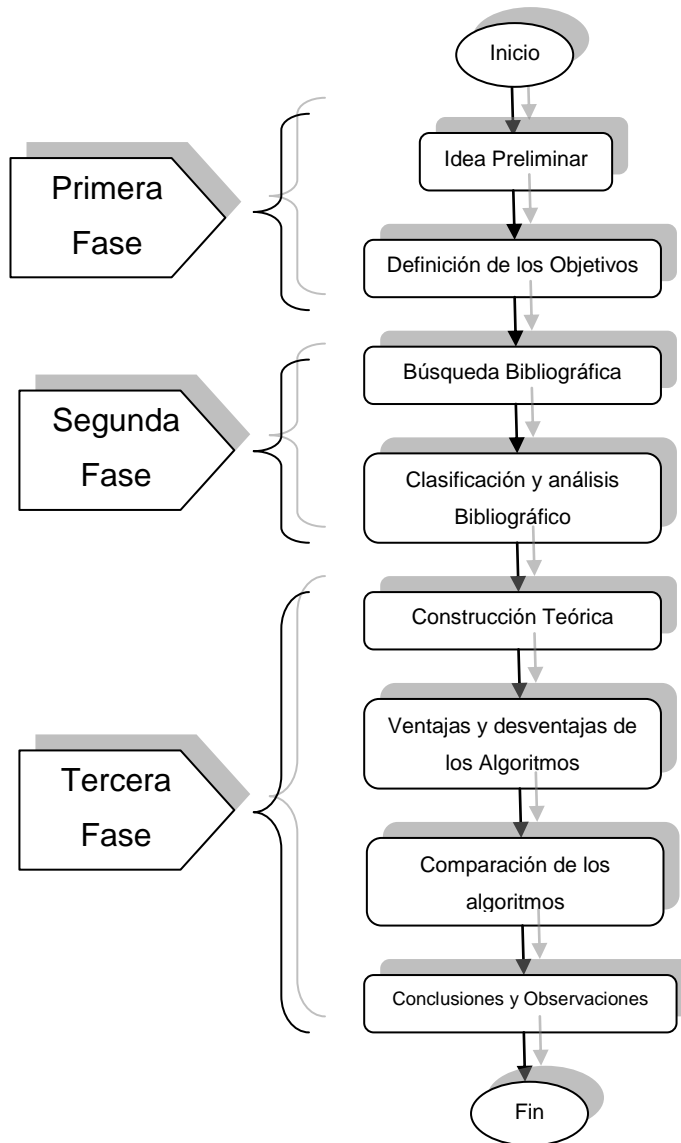 Inicio
Primera
Fase
Idea Preliminar
Definición de los Objetivos
Segunda
Fase
Búsqueda Bibliográfica
Clasificación y análisis
Bibliográfico
Tercera
Fase
Construcción Teórica
Ventajas y desventajas de
los Algoritmos
Comparación de los
algoritmos
Conclusiones y Observaciones
Fin